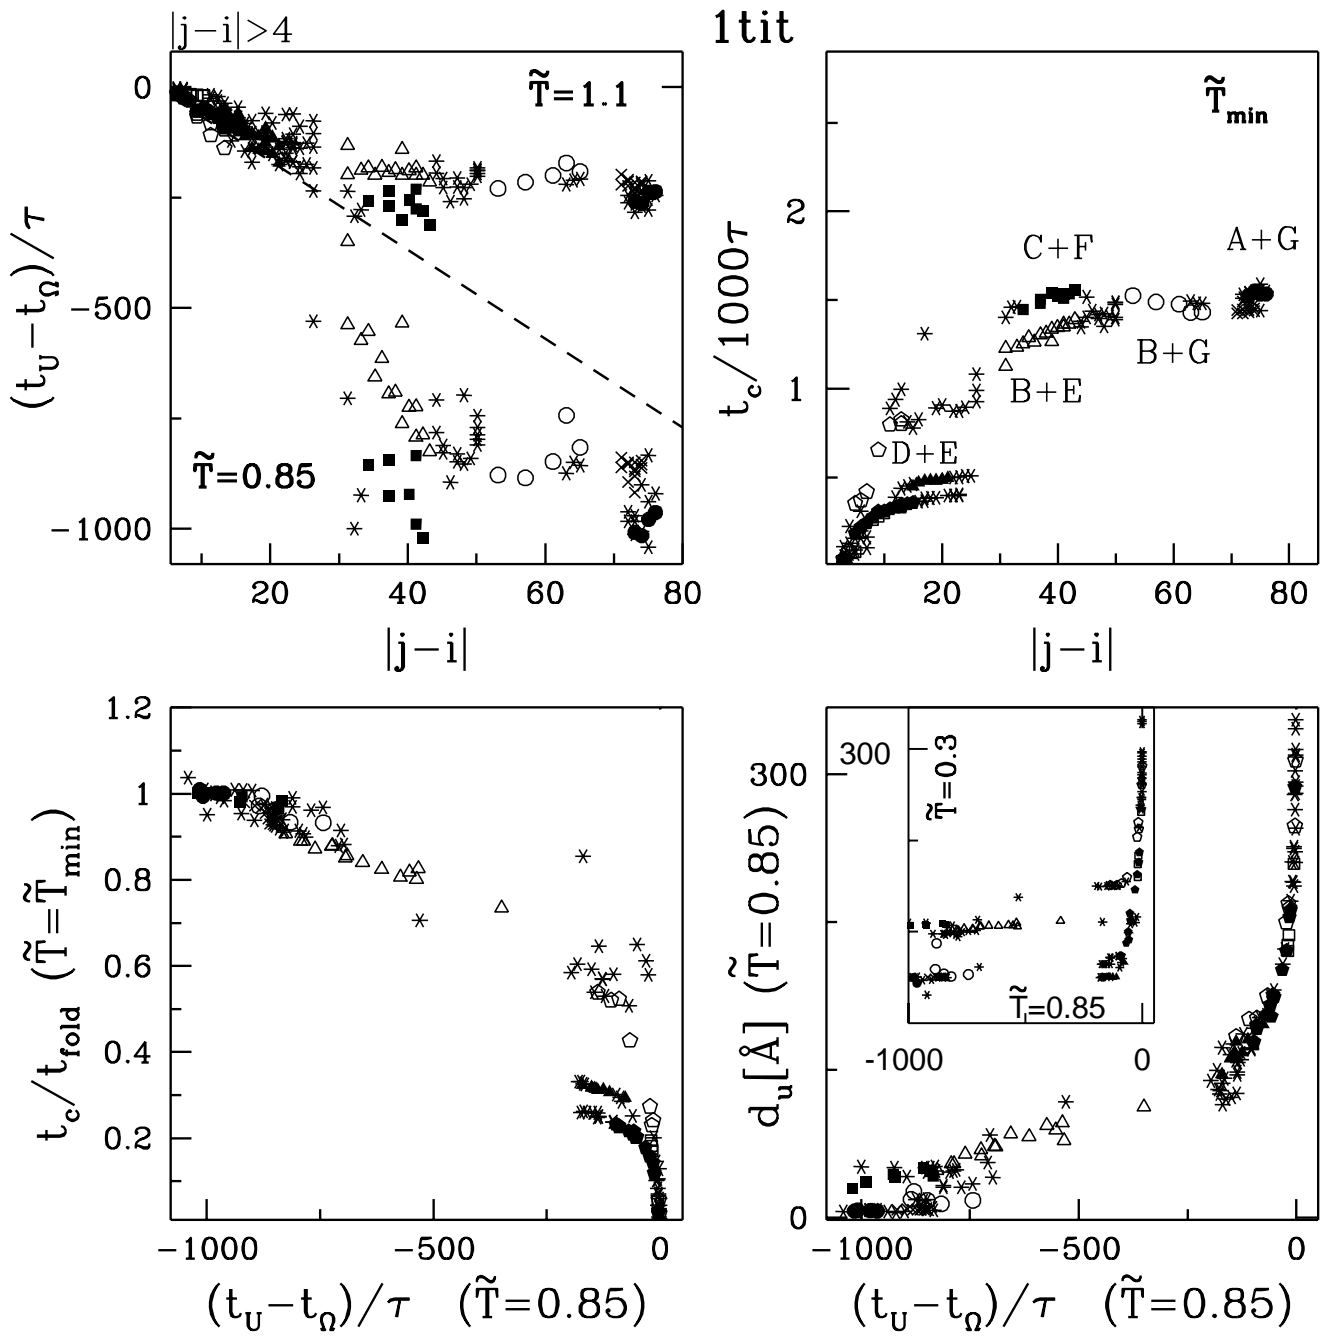 |j−i|>4
1tit
T̃=1.1
T̃=0.85
0
−500
−1000
(t_U−t_Ω)/τ
20
40
60
80
|j−i|
T̃_min
C+F
A+G
B+G
B+E
D+E
2
1
t_c/1000τ
20
40
60
80
|j−i|
1.2
1
0.8
0.6
0.4
0.2
t_c/t_fold (T̃=T̃_min)
−1000
−500
0
(t_U−t_Ω)/τ (T̃=0.85)
300
0
d_u[Å] (T̃=0.85)
300
T̃=0.3
T̃=0.85
-1000
0
−1000
−500
0
(t_U−t_Ω)/τ (T̃=0.85)